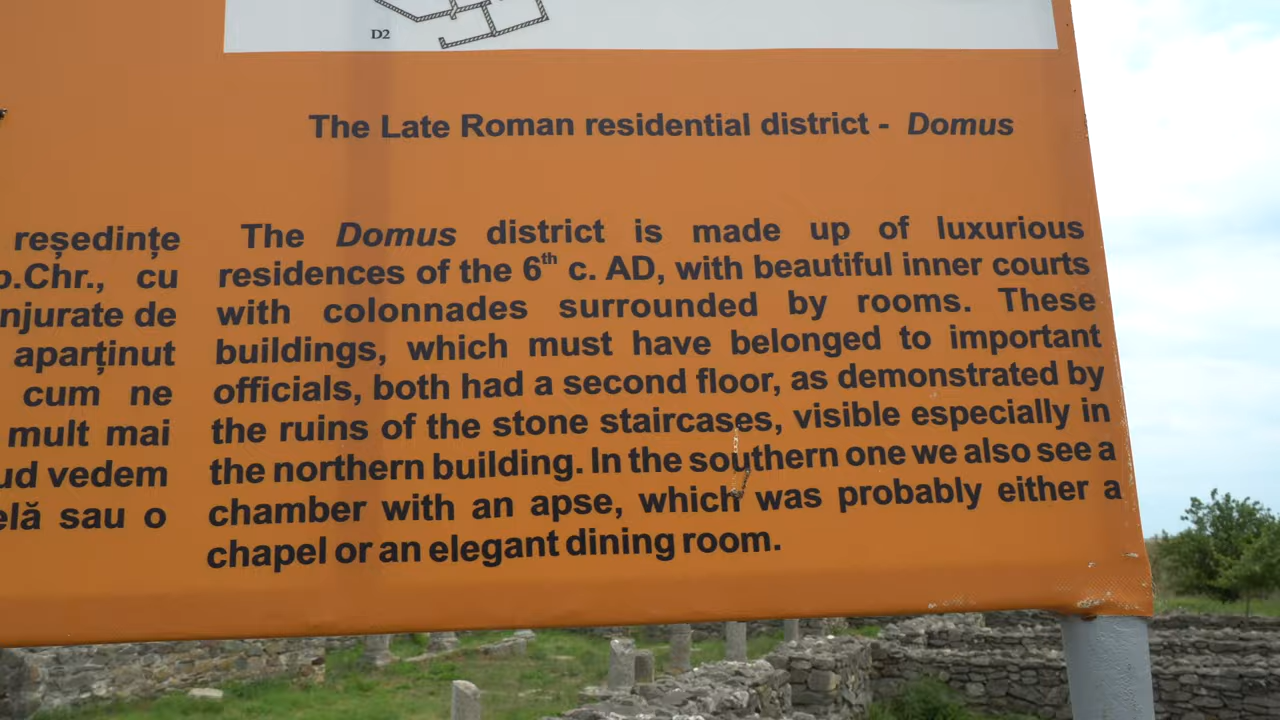 D2
The Late Roman residential district - Domus
reședințe
p.Chr., cu
njurate de
aparținut
cum ne
mult mai
ud vedem
elă sau o
The Domus district is made up of luxurious
residences of the 6th c. AD, with beautiful inner courts
with colonnades surrounded by rooms. These
buildings, which must have belonged to important
officials, both had a second floor, as demonstrated by
the ruins of the stone staircases, visible especially in
the northern building. In the southern one we also see a
chamber with an apse, which was probably either a
chapel or an elegant dining room.